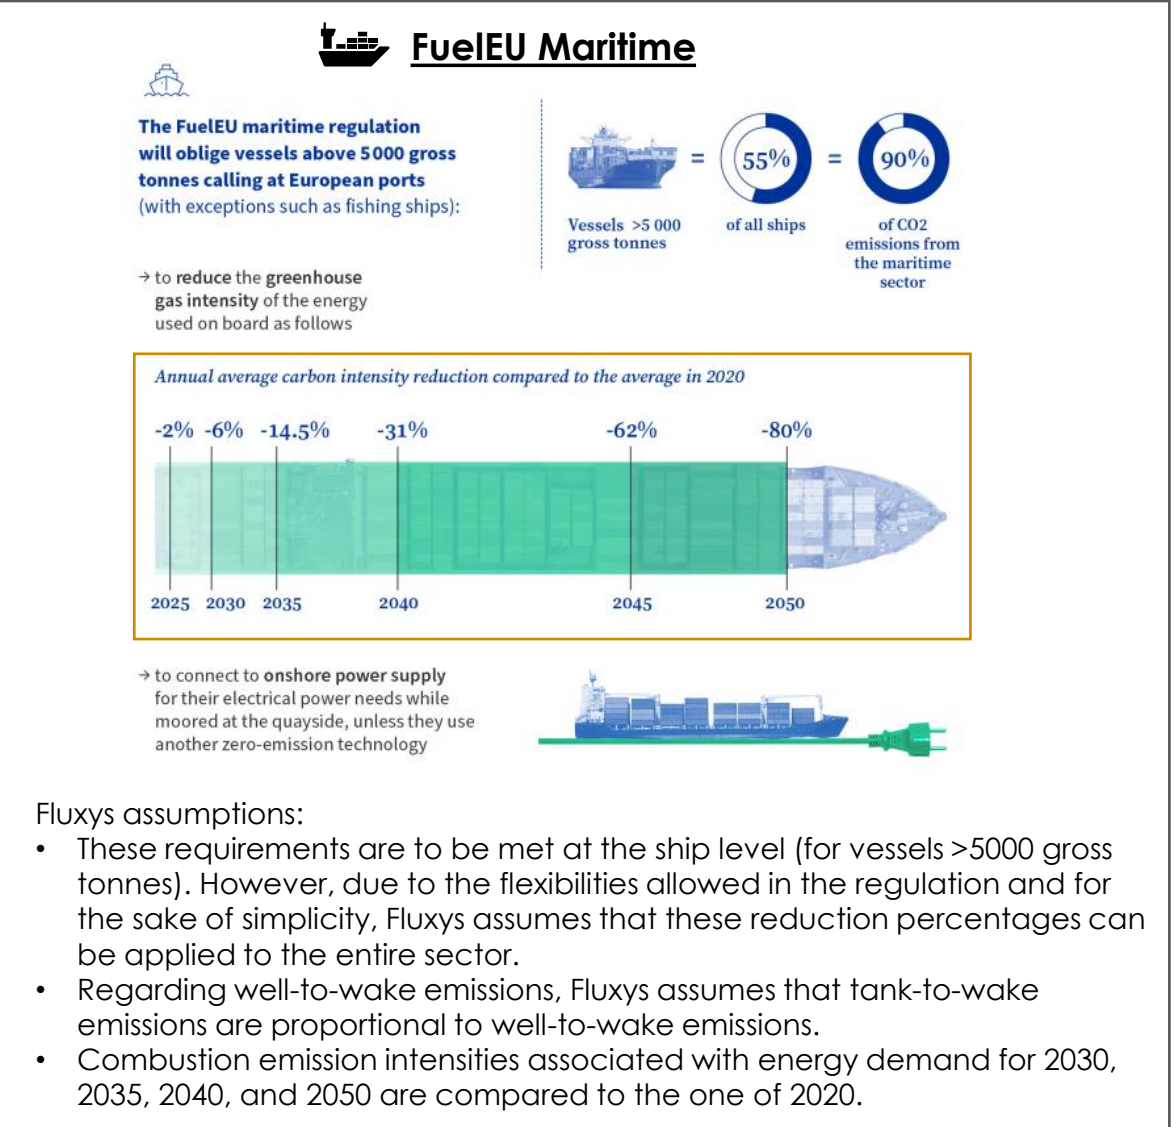 FuelEU Maritime
The FuelEU maritime regulation
will oblige vessels above 5 000 gross
tonnes calling at European ports
(with exceptions such as fishing ships):
→ to reduce the greenhouse
gas intensity of the energy
used on board as follows
= 55% = 90%
Vessels >5 000
gross tonnes
of all ships
of CO2
emissions from
the maritime
sector
Annual average carbon intensity reduction compared to the average in 2020
-2% -6% -14.5% -31% -62% -80%
2025 2030 2035 2040 2045 2050
→ to connect to onshore power supply
for their electrical power needs while
moored at the quayside, unless they use
another zero-emission technology
Fluxys assumptions:
• These requirements are to be met at the ship level (for vessels >5000 gross
tonnes). However, due to the flexibilities allowed in the regulation and for
the sake of simplicity, Fluxys assumes that these reduction percentages can
be applied to the entire sector.
• Regarding well-to-wake emissions, Fluxys assumes that tank-to-wake
emissions are proportional to well-to-wake emissions.
• Combustion emission intensities associated with energy demand for 2030,
2035, 2040, and 2050 are compared to the one of 2020.